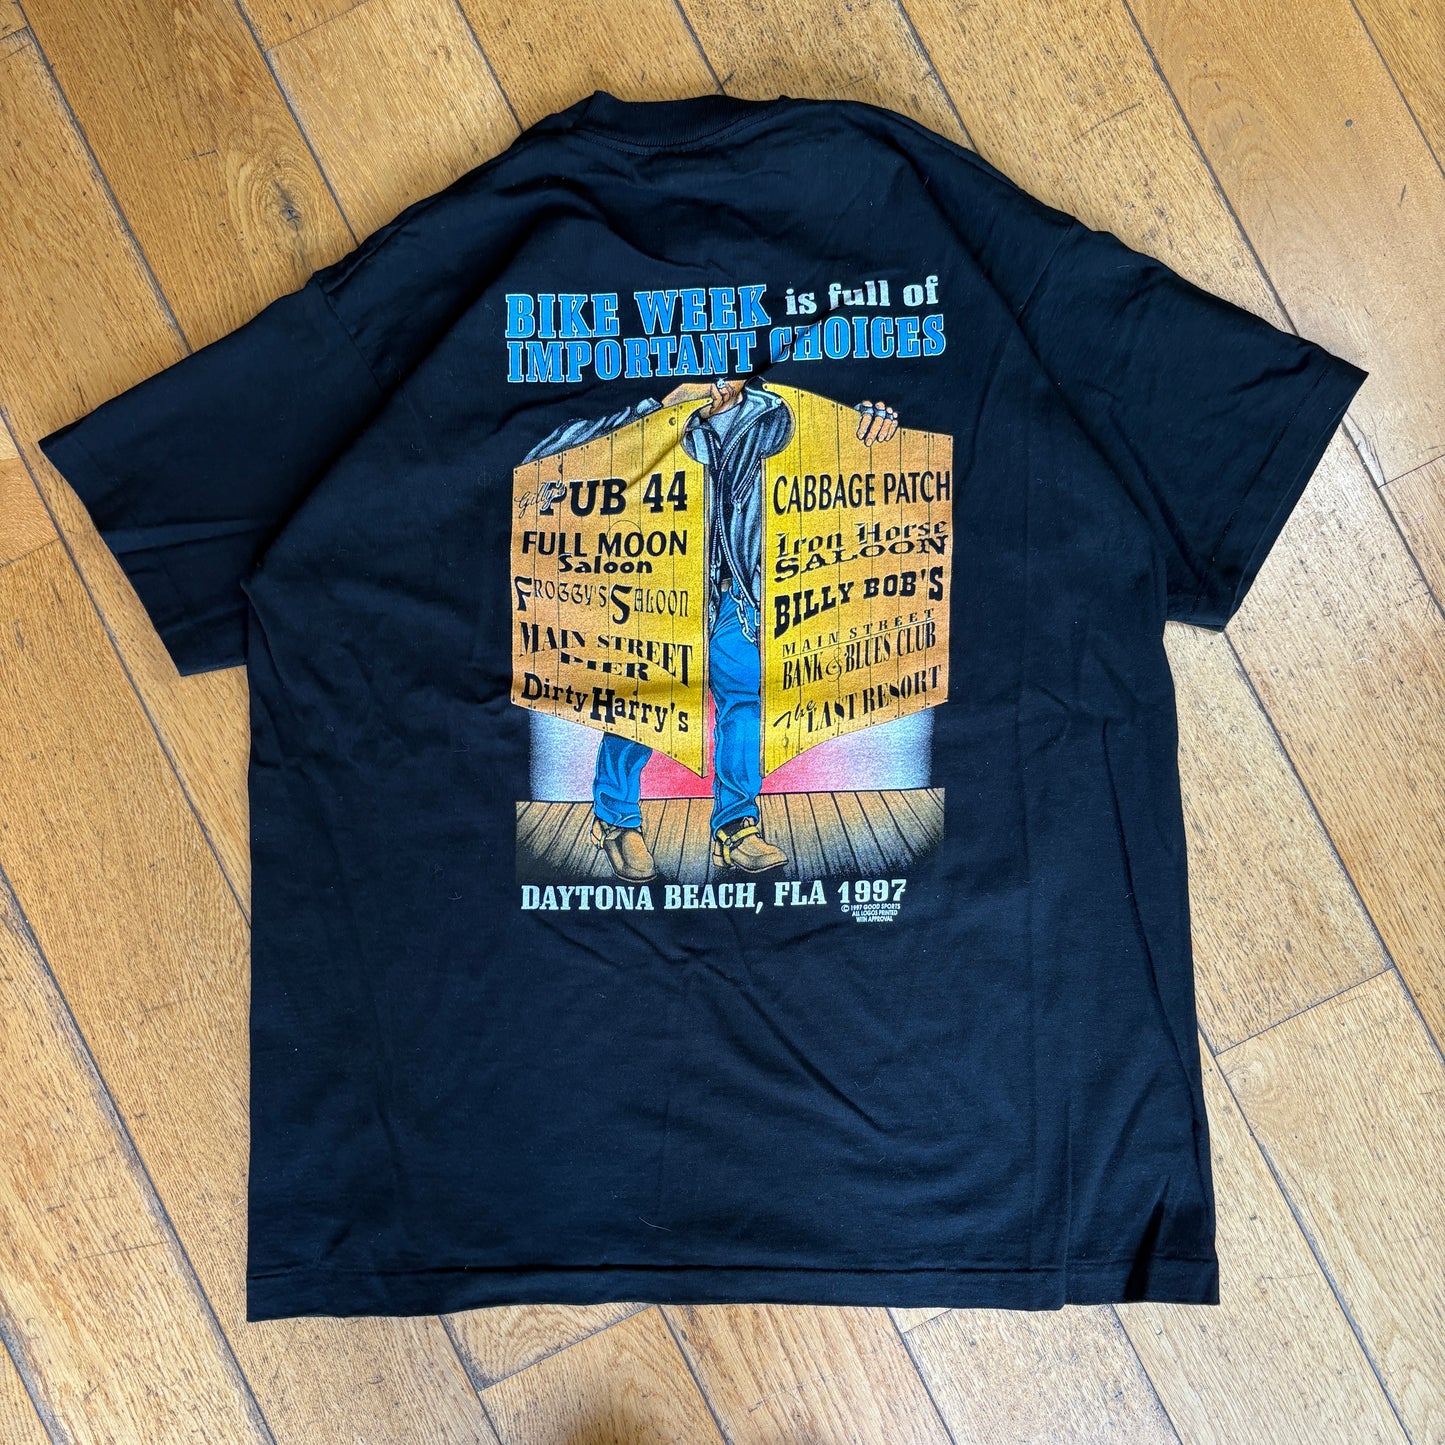 BIKE WEEK is full of
IMPORTANT CHOICES
Gilly's PUB 44
FULL MOON
Saloon
FROGGY'S SALOON
MAIN STREET
PIER
Dirty Harry's
CABBAGE PATCH
Iron Horse
SALOON
BILLY BOB'S
MAIN STREET
BANK & BLUES CLUB
The LAST RESORT
DAYTONA BEACH, FLA 1997
© 1997 GOOD SPORTS
ALL LOGOS PRINTED
WITH APPROVAL